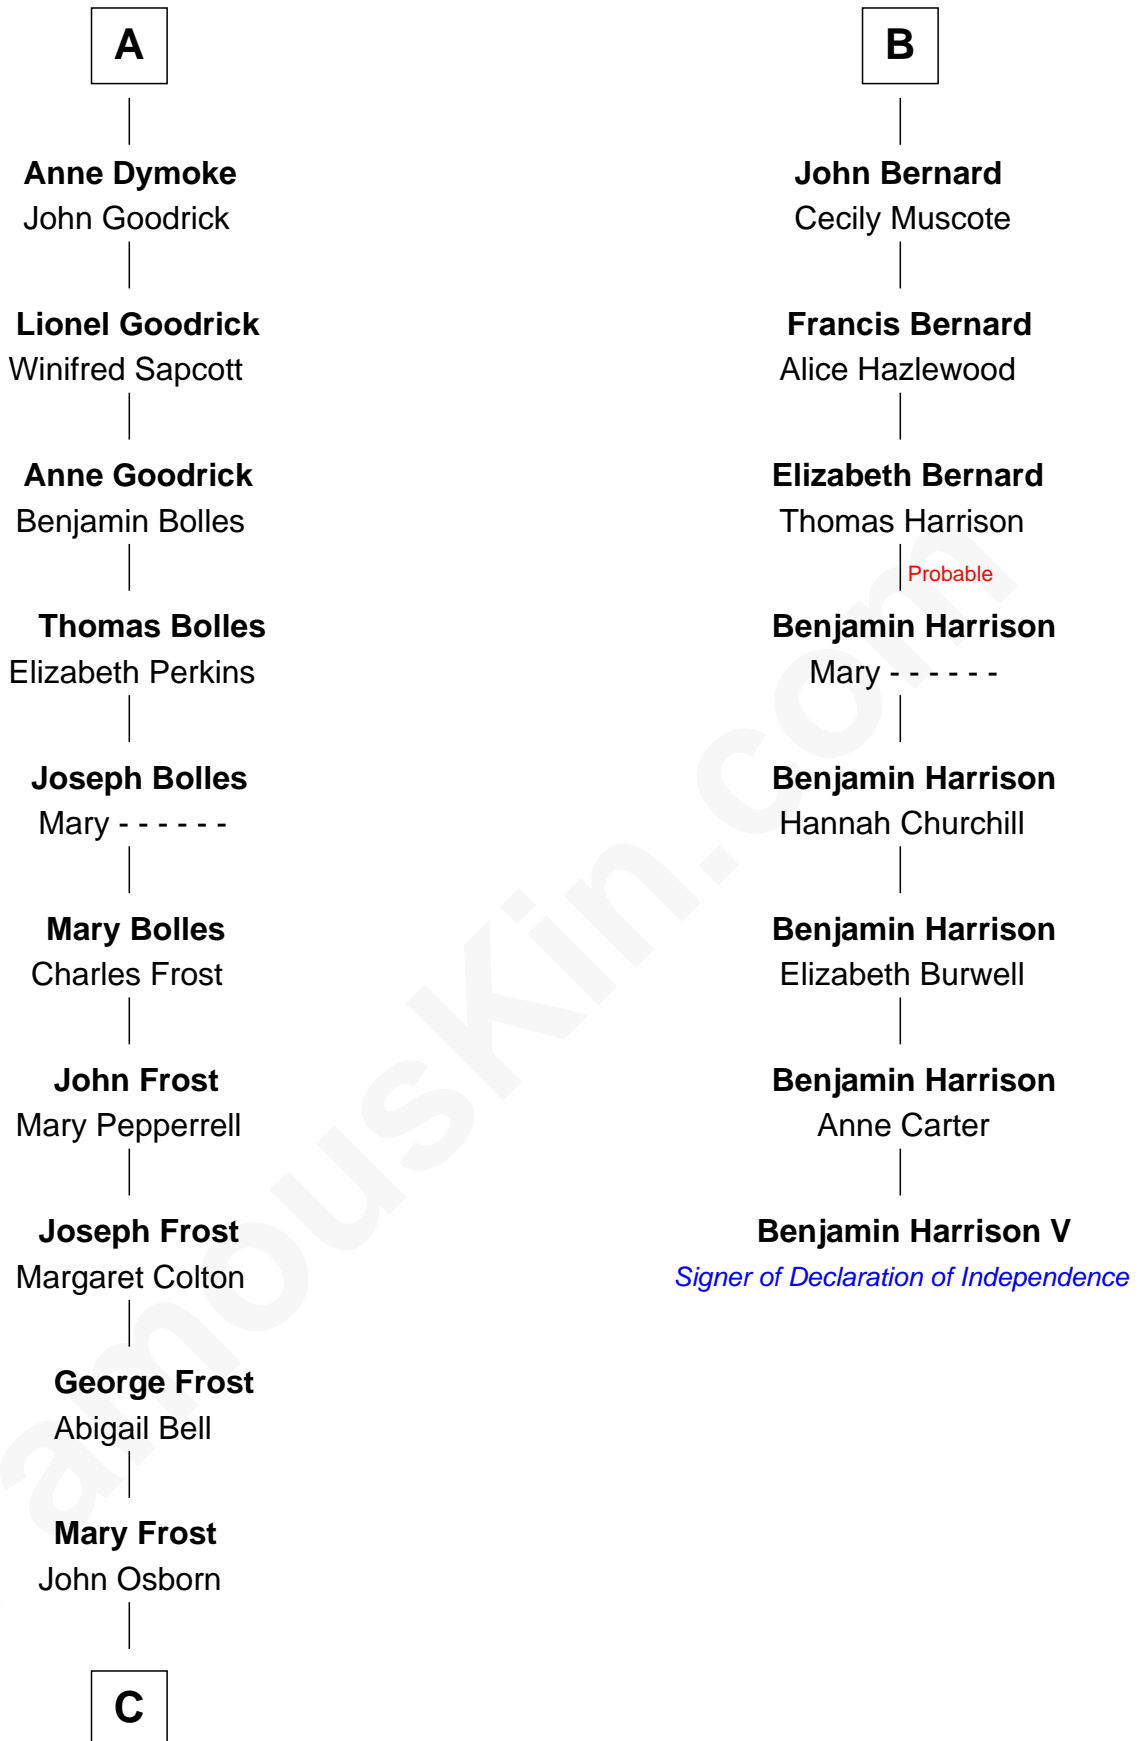 A
Anne Dymoke
John Goodrick
Lionel Goodrick
Winifred Sapcott
Anne Goodrick
Benjamin Bolles
Thomas Bolles
Elizabeth Perkins
Joseph Bolles
Mary - - - - - -
Mary Bolles
Charles Frost
John Frost
Mary Pepperrell
Joseph Frost
Margaret Colton
George Frost
Abigail Bell
Mary Frost
John Osborn
C
B
John Bernard
Cecily Muscote
Francis Bernard
Alice Hazlewood
Elizabeth Bernard
Thomas Harrison
Probable
Benjamin Harrison
Mary - - - - - -
Benjamin Harrison
Hannah Churchill
Benjamin Harrison
Elizabeth Burwell
Benjamin Harrison
Anne Carter
Benjamin Harrison V
Signer of Declaration of Independence
amousKin.com